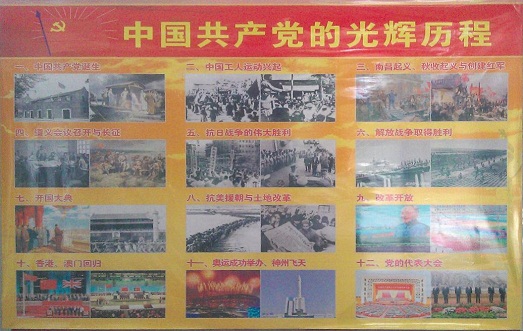 中国共产党的光辉历程
一、中国共产党诞生
二、中国工人运动兴起
三、南昌起义、秋收起义与创建红军
四、遵义会议召开与长征
五、抗日战争的伟大胜利
六、解放战争取得胜利
七、开国大典
八、抗美援朝与土地改革
九、改革开放
十、香港、澳门回归
十一、奥运成功举办、神州飞天
十二、党的代表大会